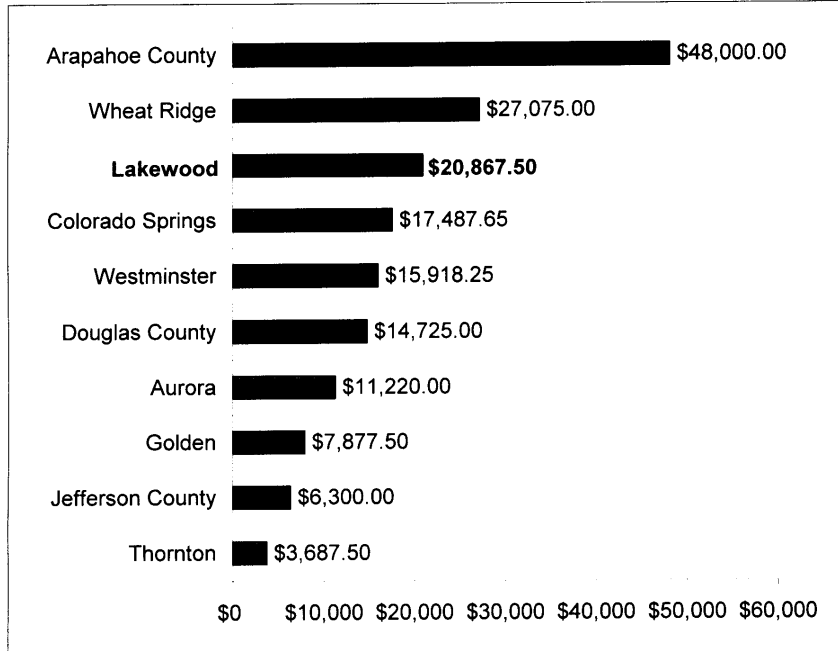 Arapahoe County $48,000.00
Wheat Ridge $27,075.00
Lakewood $20,867.50
Colorado Springs $17,487.65
Westminster $15,918.25
Douglas County $14,725.00
Aurora $11,220.00
Golden $7,877.50
Jefferson County $6,300.00
Thornton $3,687.50
$0 $10,000 $20,000 $30,000 $40,000 $50,000 $60,000